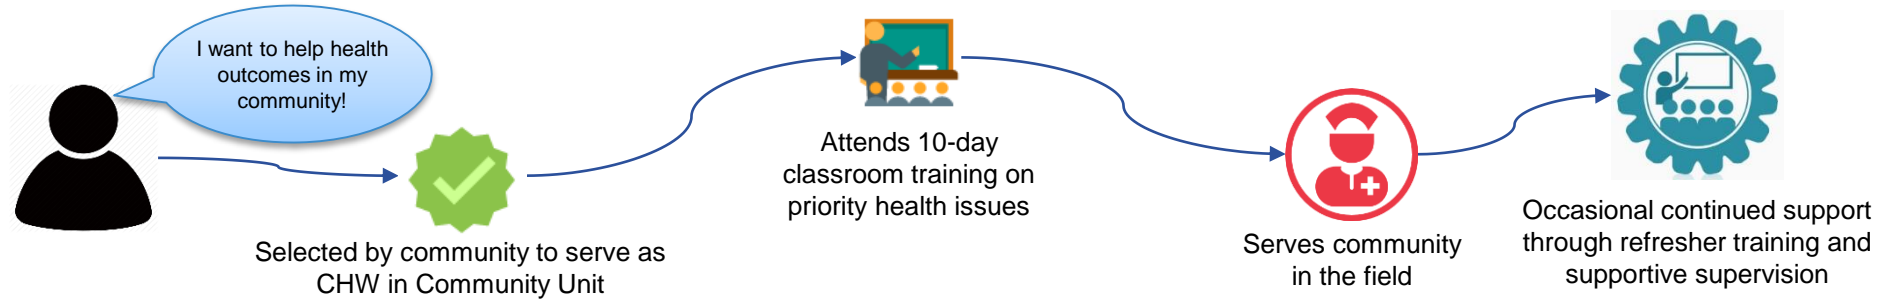 I want to help health
outcomes in my
community!
Selected by community to serve as
CHW in Community Unit
Attends 10-day
classroom training on
priority health issues
Serves community
in the field
Occasional continued support
through refresher training and
supportive supervision